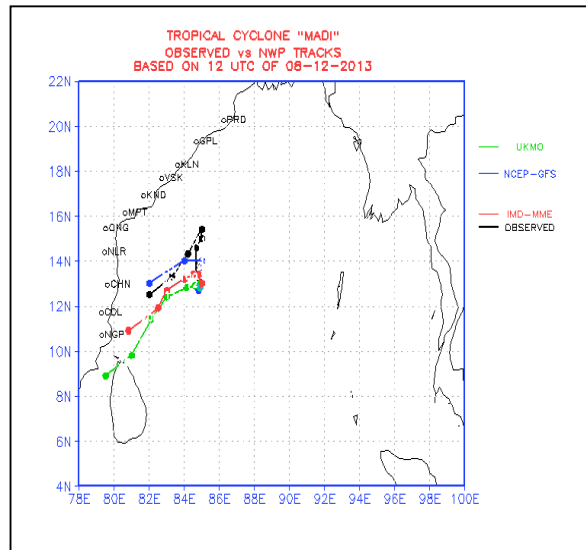 TROPICAL CYCLONE "MADI"
OBSERVED vs NWP TRACKS
BASED ON 12 UTC OF 08-12-2013
22N
20N
18N
16N
14N
12N
10N
8N
6N
4N
78E 80E 82E 84E 86E 88E 90E 92E 94E 96E 98E 100E
PRD
GPL
KLN
VSK
KND
MPT
ONG
NLR
CHN
CDL
NGP
UKMO
NCEP-GFS
IMD-MME
OBSERVED